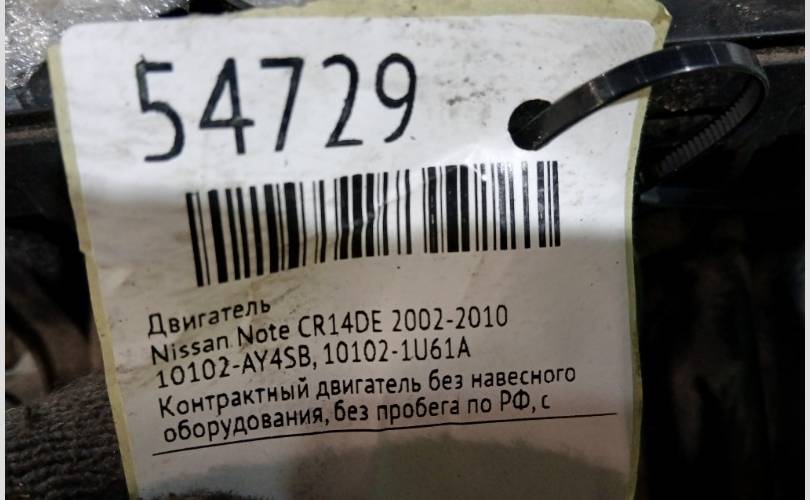 54729
Двигатель
Nissan Note CR14DE 2002-2010
10102-AY4SB, 10102-1U61A
Контрактный двигатель без навесного
оборудования, без пробега по РФ, с